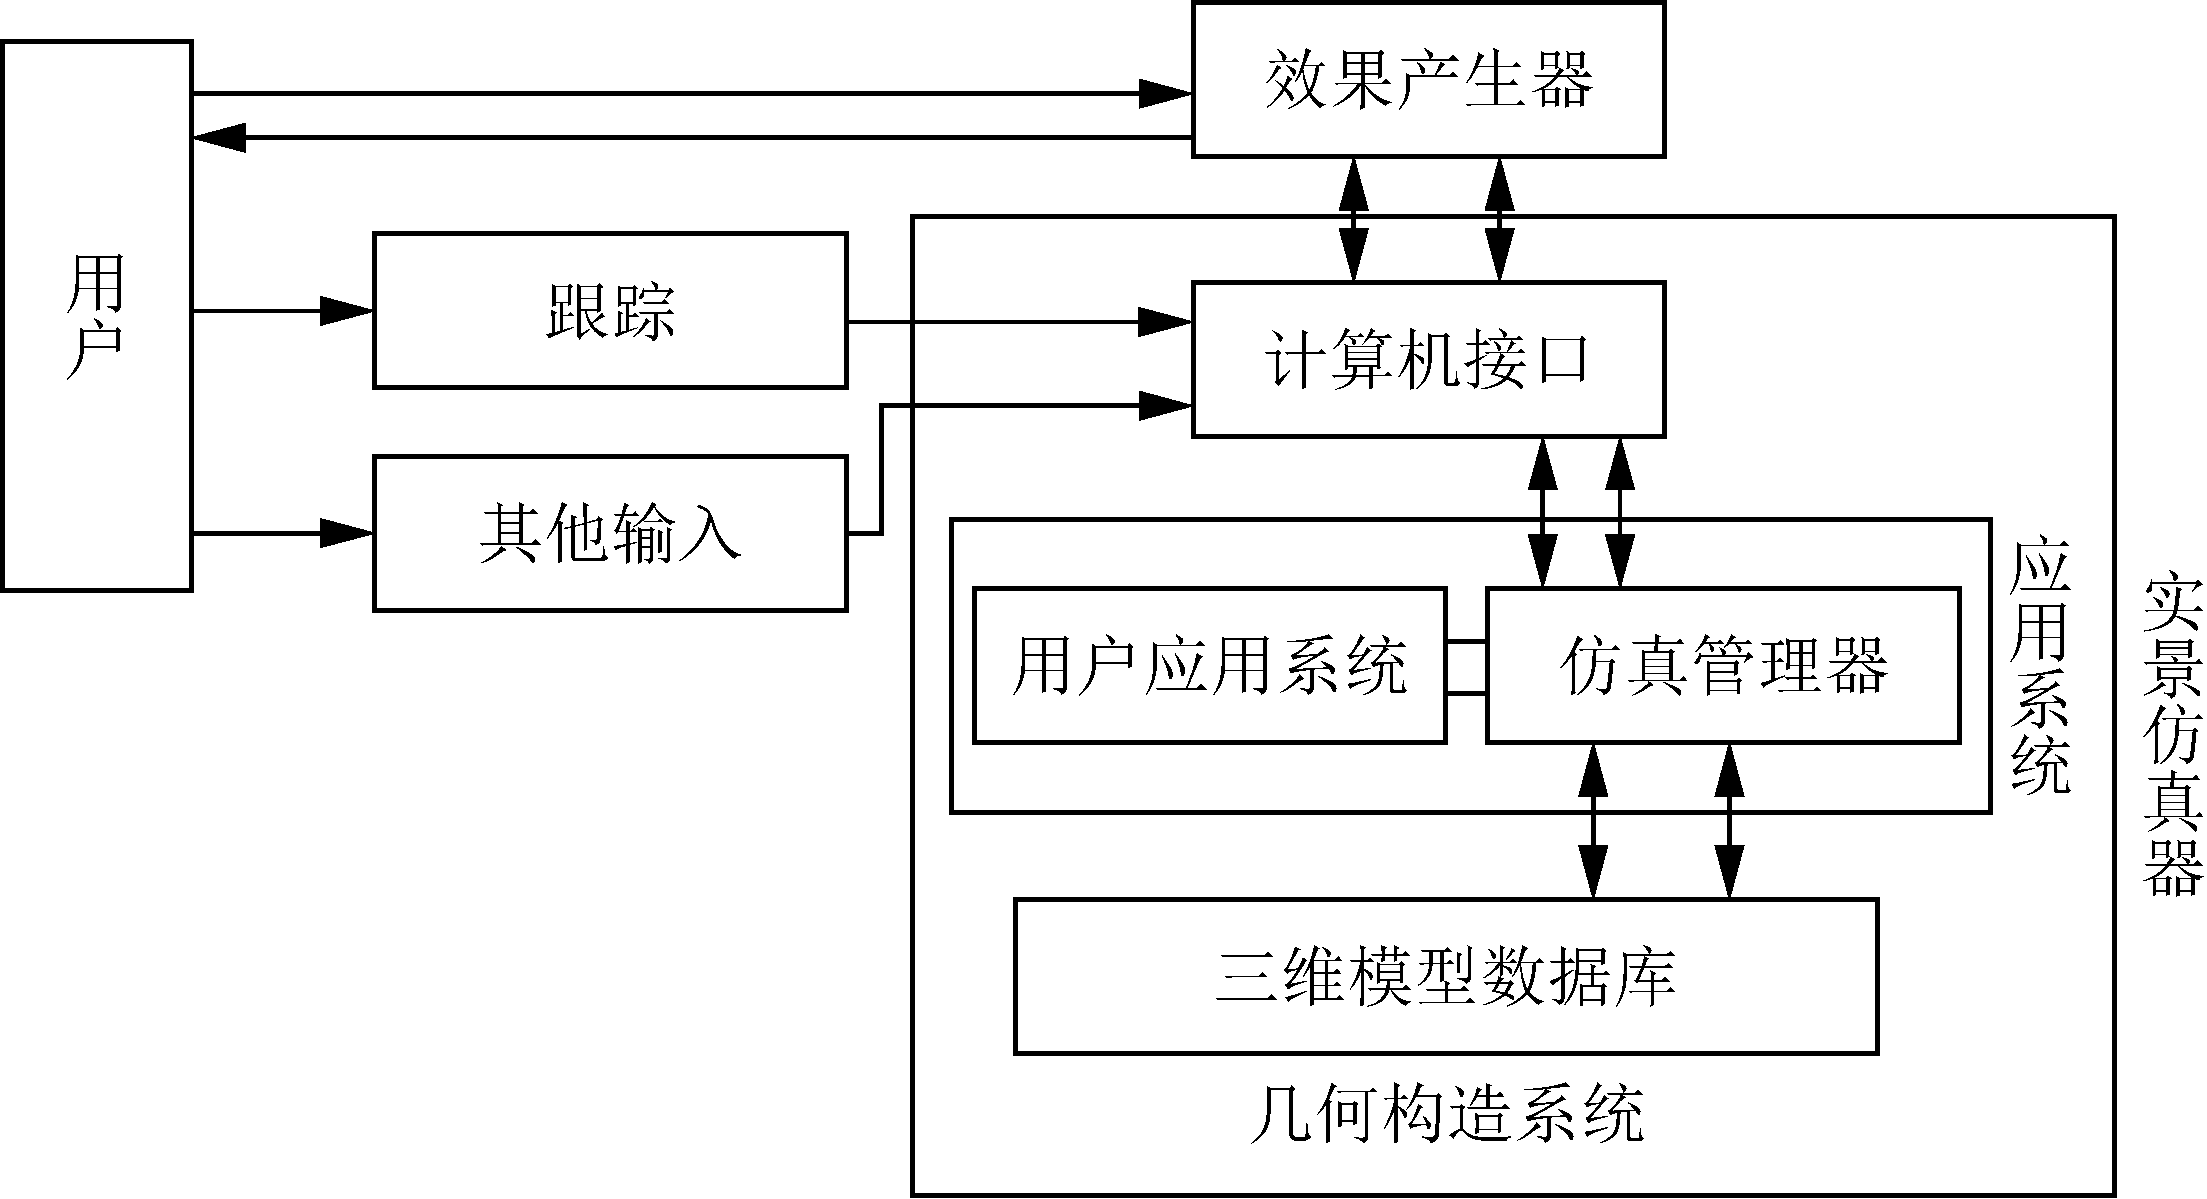 效果产生器
用户
跟踪
计算机接口
其他输入
应用系统
实景仿真器
用户应用系统
仿真管理器
三维模型数据库
几何构造系统